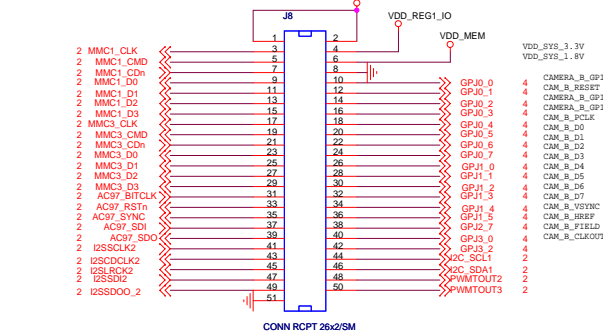 J8
VDD_REG1_IO
VDD_MEM
VDD_SYS_3.3V
VDD_SYS_1.8V
1 2
2 MMC1_CLK 3 4
2 MMC1_CMD 5 6
2 MMC1_CDn 7 8
2 MMC1_D0 9 10 GPJ0_0 4 CAMERA_B_GPI
2 MMC1_D1 11 12 GPJ0_1 4 CAM_B_RESET
2 MMC1_D2 13 14 GPJ0_2 4 CAMERA_B_GPI
2 MMC1_D3 15 16 GPJ0_3 4 CAMERA_B_GPI
2 MMC3_CLK 17 18 GPJ0_4 4 CAM_B_PCLK
2 MMC3_CMD 19 20 GPJ0_5 4 CAM_B_D0
2 MMC3_CDn 21 22 GPJ0_6 4 CAM_B_D1
2 MMC3_D0 23 24 GPJ0_7 4 CAM_B_D2
2 MMC3_D1 25 26 GPJ1_0 4 CAM_B_D3
2 MMC3_D2 27 28 GPJ1_1 4 CAM_B_D4
2 MMC3_D3 29 30 GPJ1_2 4 CAM_B_D5
2 AC97_BITCLK 31 32 GPJ1_3 4 CAM_B_D6
2 AC97_RSTn 33 34 GPJ1_4 4 CAM_B_D7
2 AC97_SYNC 35 36 GPJ1_5 4 CAM_B_VSYNC
2 AC97_SDI 37 38 GPJ2_7 4 CAM_B_HREF
2 AC97_SDO 39 40 GPJ3_0 4 CAM_B_FIELD
2 I2SSCLK2 41 42 GPJ3_2 4 CAM_B_CLKOUT
2 I2SCDCLK2 43 44 I2C_SCL1 2
2 I2SLRCK2 45 46 I2C_SDA1 2
2 I2SSDI2 47 48 PWMTOUT2 2
2 I2SSDOO_2 49 50 PWMTOUT3 2
51
CONN RCPT 26x2/SM